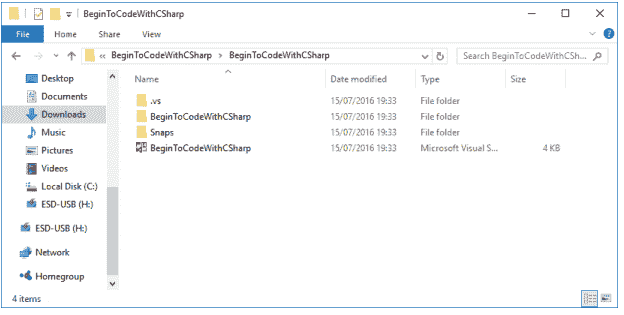 BeginToCodeWithCSharp
File Home Share View
« BeginToCodeWithCSharp > BeginToCodeWithCSharp Search BeginToCodeWithCSh...
Name Date modified Type Size
Desktop
Documents
Downloads
Music
Pictures
Videos
Local Disk (C:)
ESD-USB (H:)
ESD-USB (H:)
Network
Homegroup
.vs 15/07/2016 19:33 File folder
BeginToCodeWithCSharp 15/07/2016 19:33 File folder
Snaps 15/07/2016 19:33 File folder
BeginToCodeWithCSharp 15/07/2016 19:33 Microsoft Visual S... 4 KB
4 items